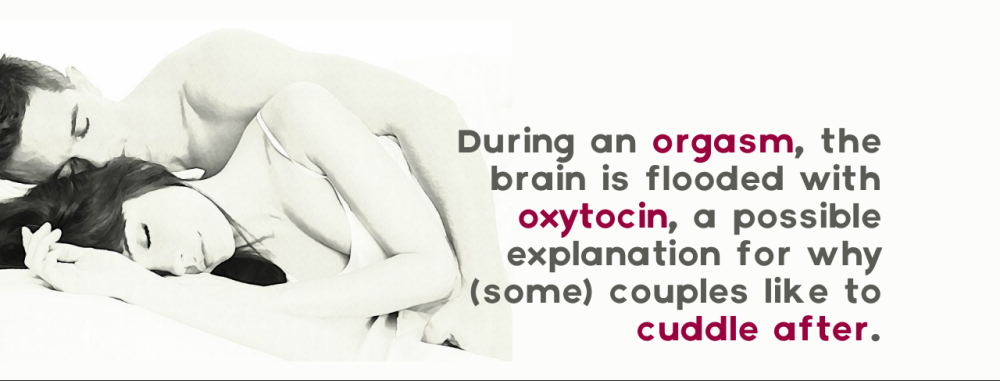 During an orgasm, the
brain is flooded with
oxytocin, a possible
explanation for why
(some) couples like to
cuddle after.